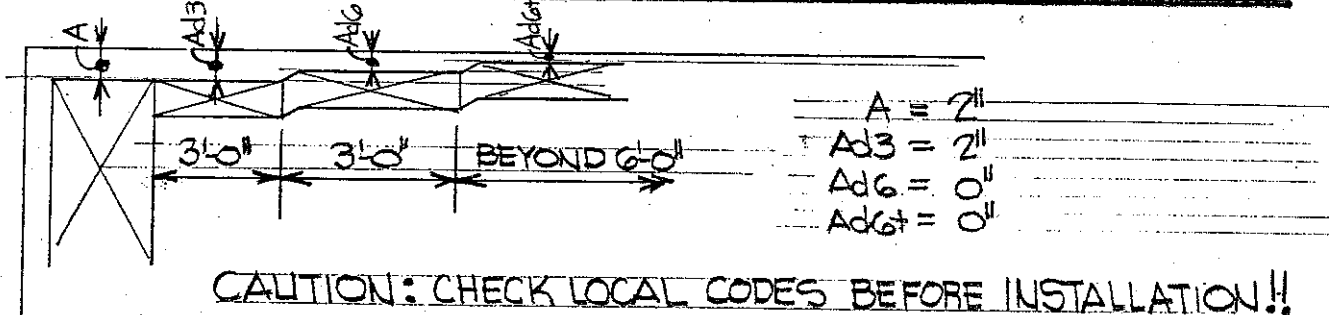 A
Ad3
Ad6
Ad6+
3'-0"
3'-0"
BEYOND 6'-0"
A = 2"
Ad3 = 2"
Ad6 = 0"
Ad6+ = 0"
CAUTION: CHECK LOCAL CODES BEFORE INSTALLATION!!